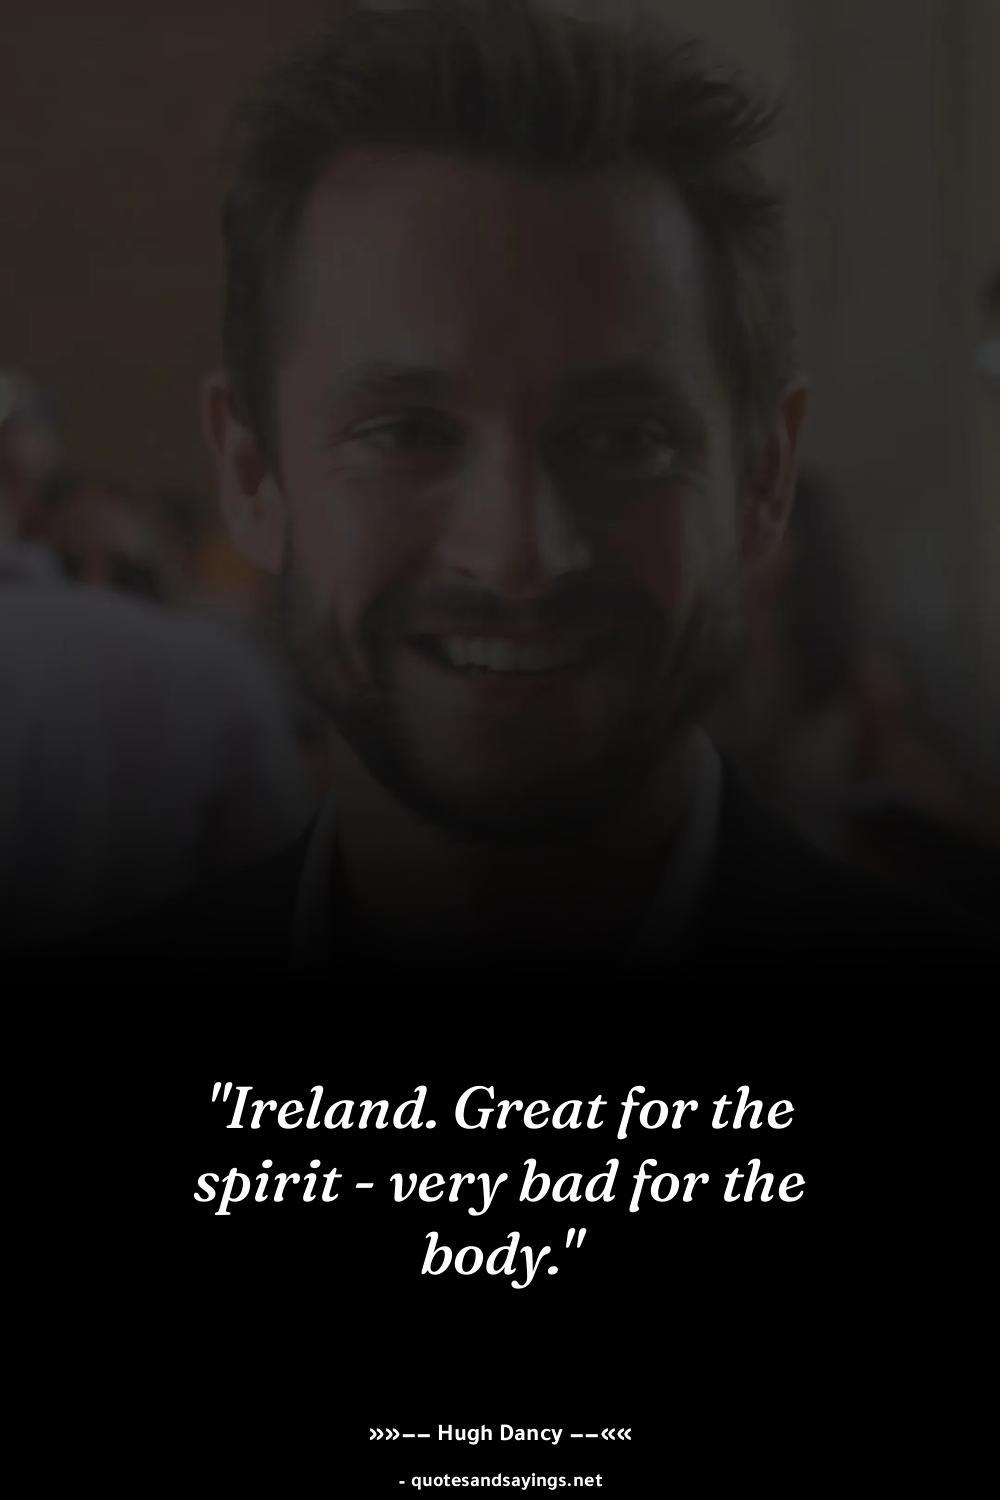 "Ireland. Great for the
spirit - very bad for the
body."
»»−− Hugh Dancy −−««
- quotesandsayings.net